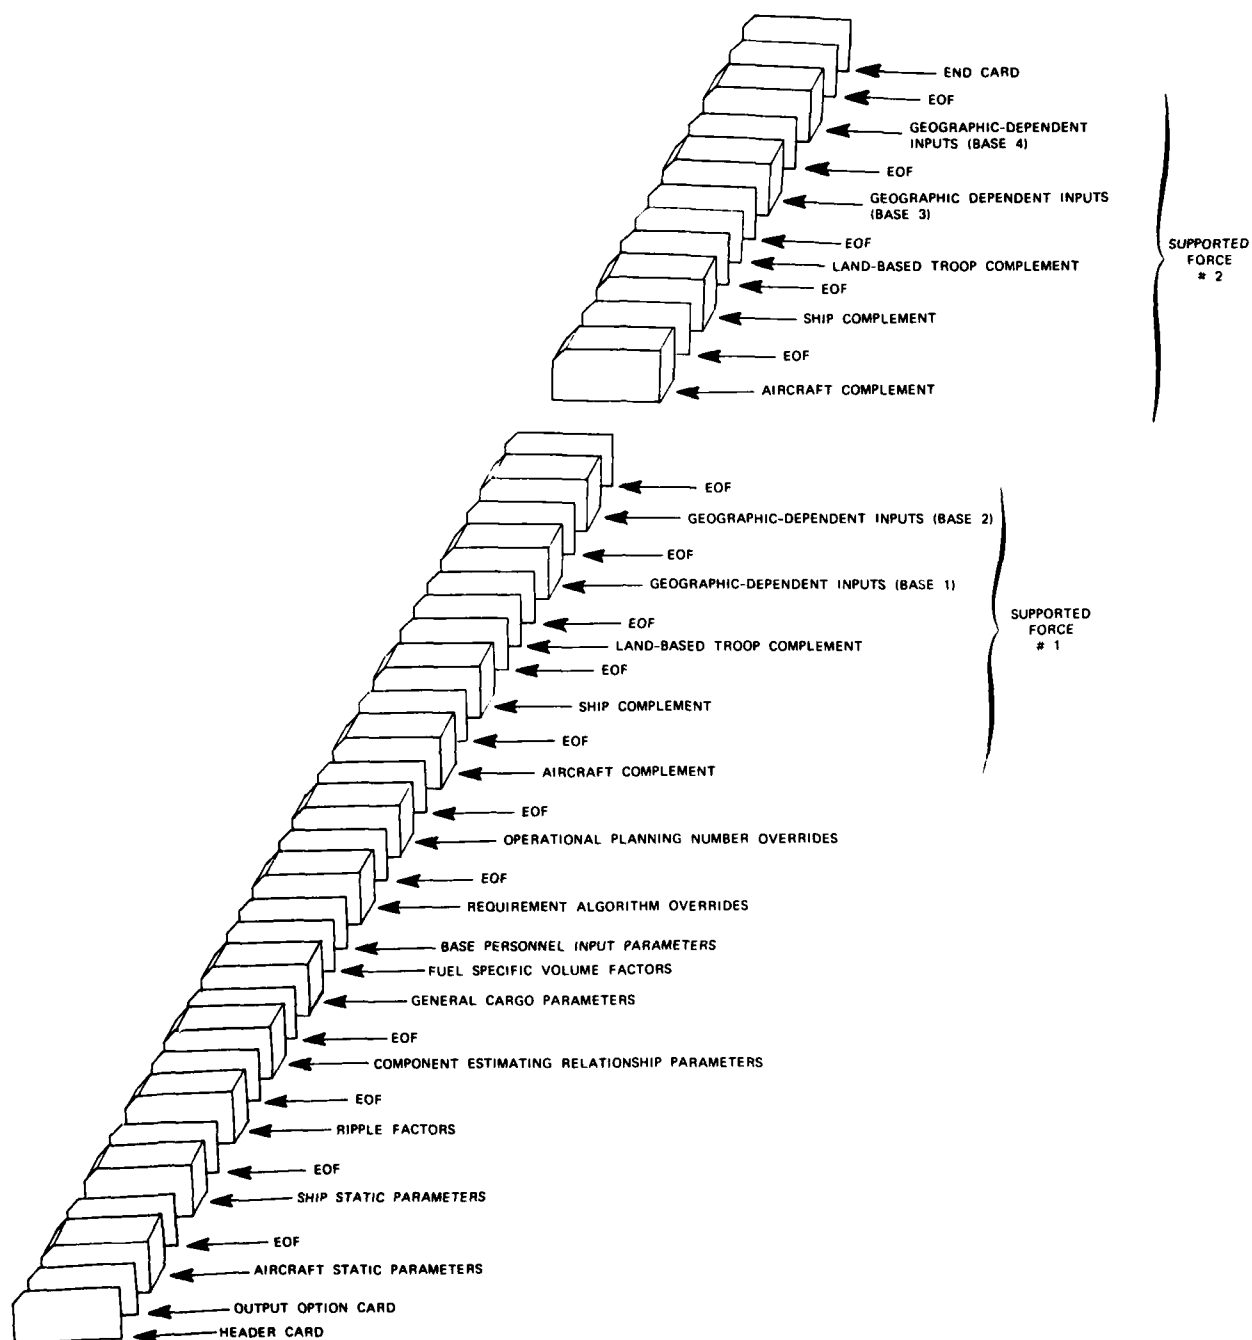 END CARD
EOF
GEOGRAPHIC-DEPENDENT
INPUTS (BASE 4)
EOF
GEOGRAPHIC DEPENDENT INPUTS
(BASE 3)
EOF
LAND-BASED TROOP COMPLEMENT
EOF
SHIP COMPLEMENT
EOF
AIRCRAFT COMPLEMENT
SUPPORTED
FORCE
# 2
EOF
GEOGRAPHIC-DEPENDENT INPUTS (BASE 2)
EOF
GEOGRAPHIC-DEPENDENT INPUTS (BASE 1)
EOF
LAND-BASED TROOP COMPLEMENT
EOF
SHIP COMPLEMENT
EOF
AIRCRAFT COMPLEMENT
SUPPORTED
FORCE
# 1
EOF
OPERATIONAL PLANNING NUMBER OVERRIDES
EOF
REQUIREMENT ALGORITHM OVERRIDES
BASE PERSONNEL INPUT PARAMETERS
FUEL SPECIFIC VOLUME FACTORS
GENERAL CARGO PARAMETERS
EOF
COMPONENT ESTIMATING RELATIONSHIP PARAMETERS
EOF
RIPPLE FACTORS
EOF
SHIP STATIC PARAMETERS
EOF
AIRCRAFT STATIC PARAMETERS
OUTPUT OPTION CARD
HEADER CARD